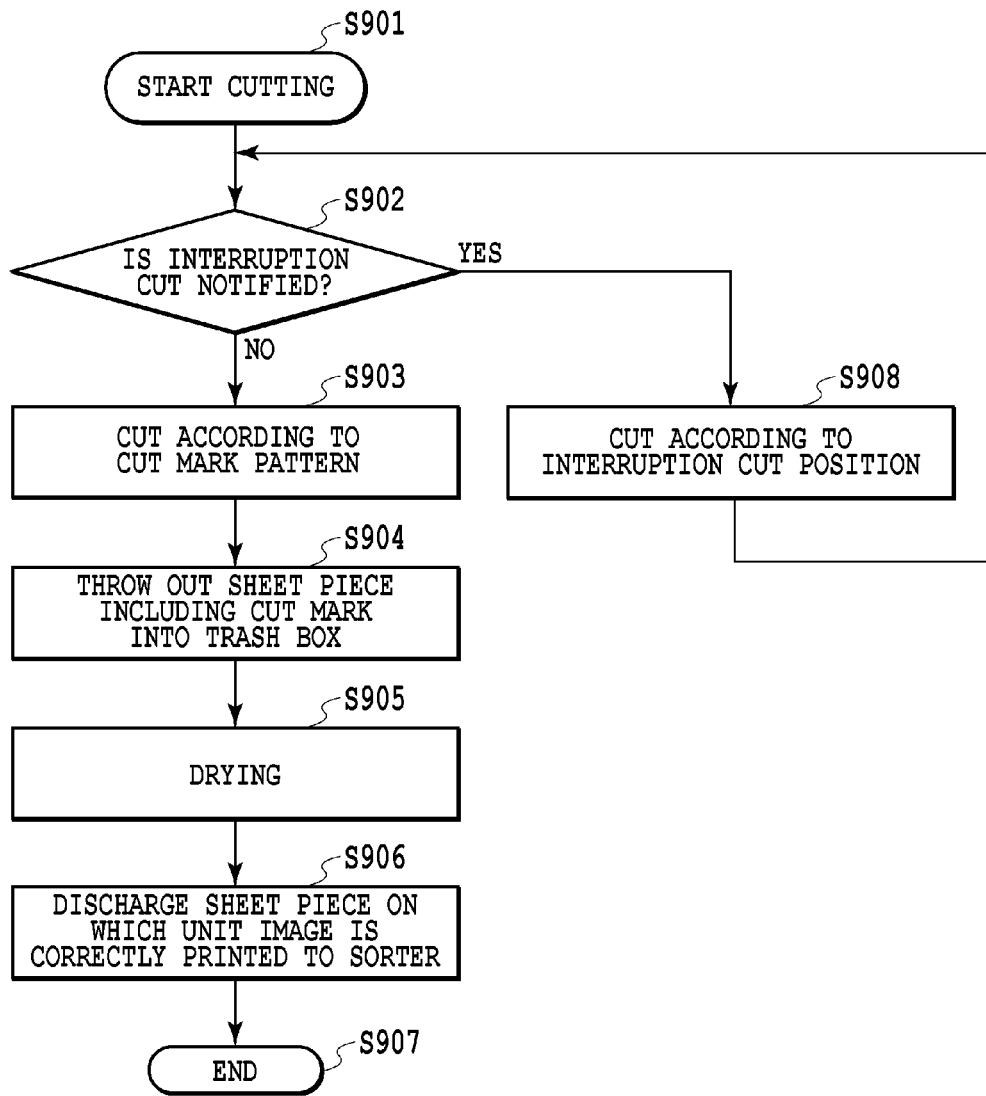 S901
START CUTTING
S902
IS INTERRUPTION
CUT NOTIFIED?
YES
NO
S903
CUT ACCORDING TO
CUT MARK PATTERN
S908
CUT ACCORDING TO
INTERRUPTION CUT POSITION
S904
THROW OUT SHEET PIECE
INCLUDING CUT MARK
INTO TRASH BOX
S905
DRYING
S906
DISCHARGE SHEET PIECE ON
WHICH UNIT IMAGE IS
CORRECTLY PRINTED TO SORTER
S907
END